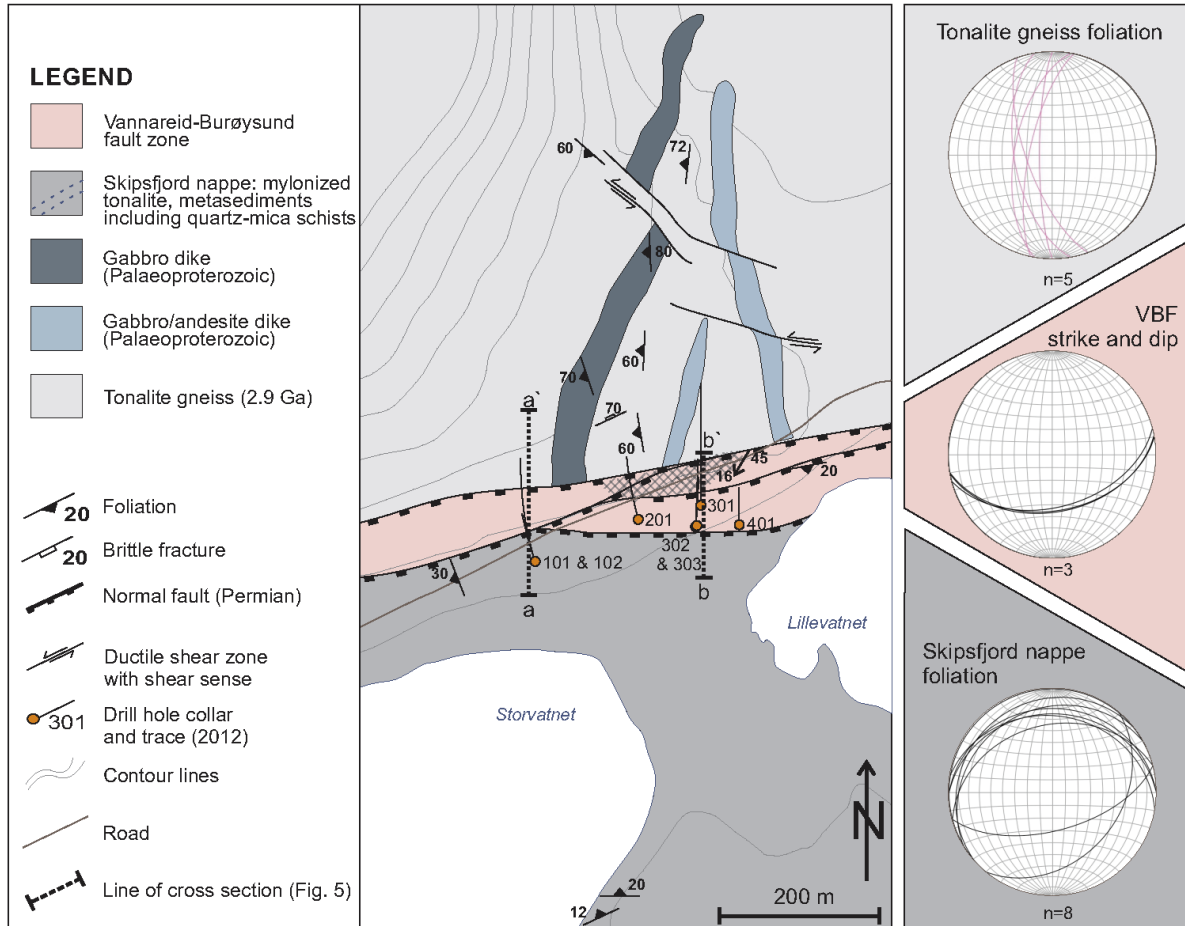 LEGEND
Vannareid-Burøysund
fault zone
Skipsfjord nappe: mylonized
tonalite, metasediments
including quartz-mica schists
Gabbro dike
(Palaeoproterozoic)
Gabbro/andesite dike
(Palaeoproterozoic)
Tonalite gneiss (2.9 Ga)
20
Foliation
20
Brittle fracture
Normal fault (Permian)
Ductile shear zone
with shear sense
301
Drill hole collar
and trace (2012)
Contour lines
Road
Line of cross section (Fig. 5)
60
72
80
60
70
a`
70
60
b`
45
16
20
301
201
401
302
& 303
101 & 102
30
a
b
Lillevatnet
Storvatnet
N
20
12
200 m
Tonalite gneiss foliation
n=5
VBF
strike and dip
n=3
Skipsfjord nappe
foliation
n=8